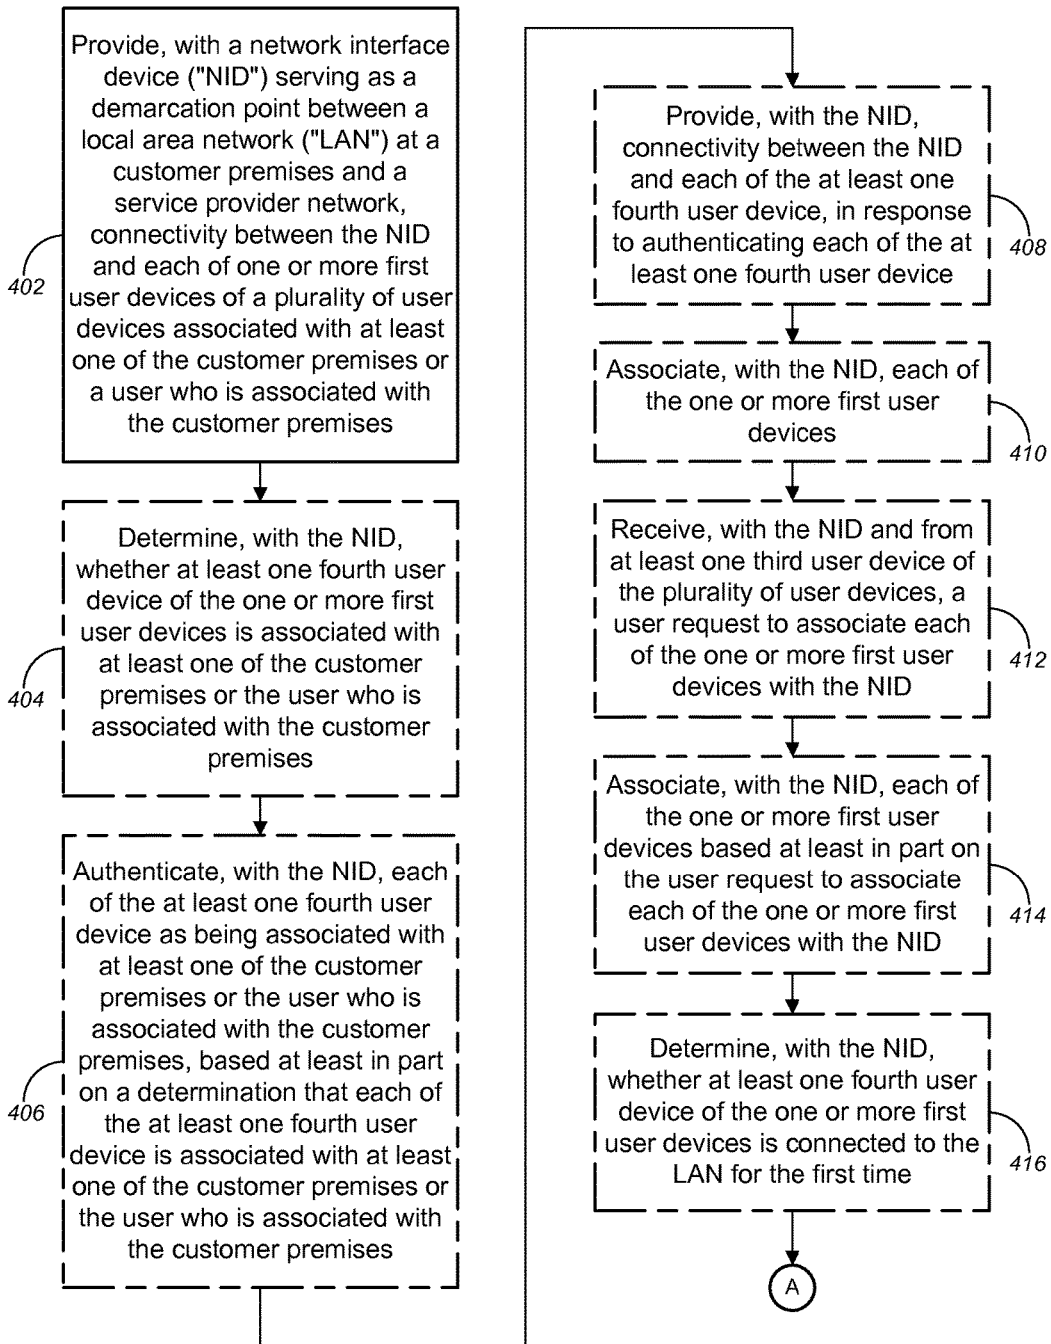 Provide, with a network interface
device ("NID") serving as a
demarcation point between a
local area network ("LAN") at a
customer premises and a
service provider network,
connectivity between the NID
and each of one or more first
user devices of a plurality of user
devices associated with at least
one of the customer premises or
a user who is associated with
the customer premises
402
Determine, with the NID,
whether at least one fourth user
device of the one or more first
user devices is associated with
at least one of the customer
premises or the user who is
associated with the customer
premises
404
Authenticate, with the NID, each
of the at least one fourth user
device as being associated with
at least one of the customer
premises or the user who is
associated with the customer
premises, based at least in part
on a determination that each of
the at least one fourth user
device is associated with at least
one of the customer premises or
the user who is associated with
the customer premises
406
Provide, with the NID,
connectivity between the NID
and each of the at least one
fourth user device, in response
to authenticating each of the at
least one fourth user device
408
Associate, with the NID, each of
the one or more first user
devices
410
Receive, with the NID and from
at least one third user device of
the plurality of user devices, a
user request to associate each
of the one or more first user
devices with the NID
412
Associate, with the NID, each of
the one or more first user
devices based at least in part on
the user request to associate
each of the one or more first
user devices with the NID
414
Determine, with the NID,
whether at least one fourth user
device of the one or more first
user devices is connected to the
LAN for the first time
416
A